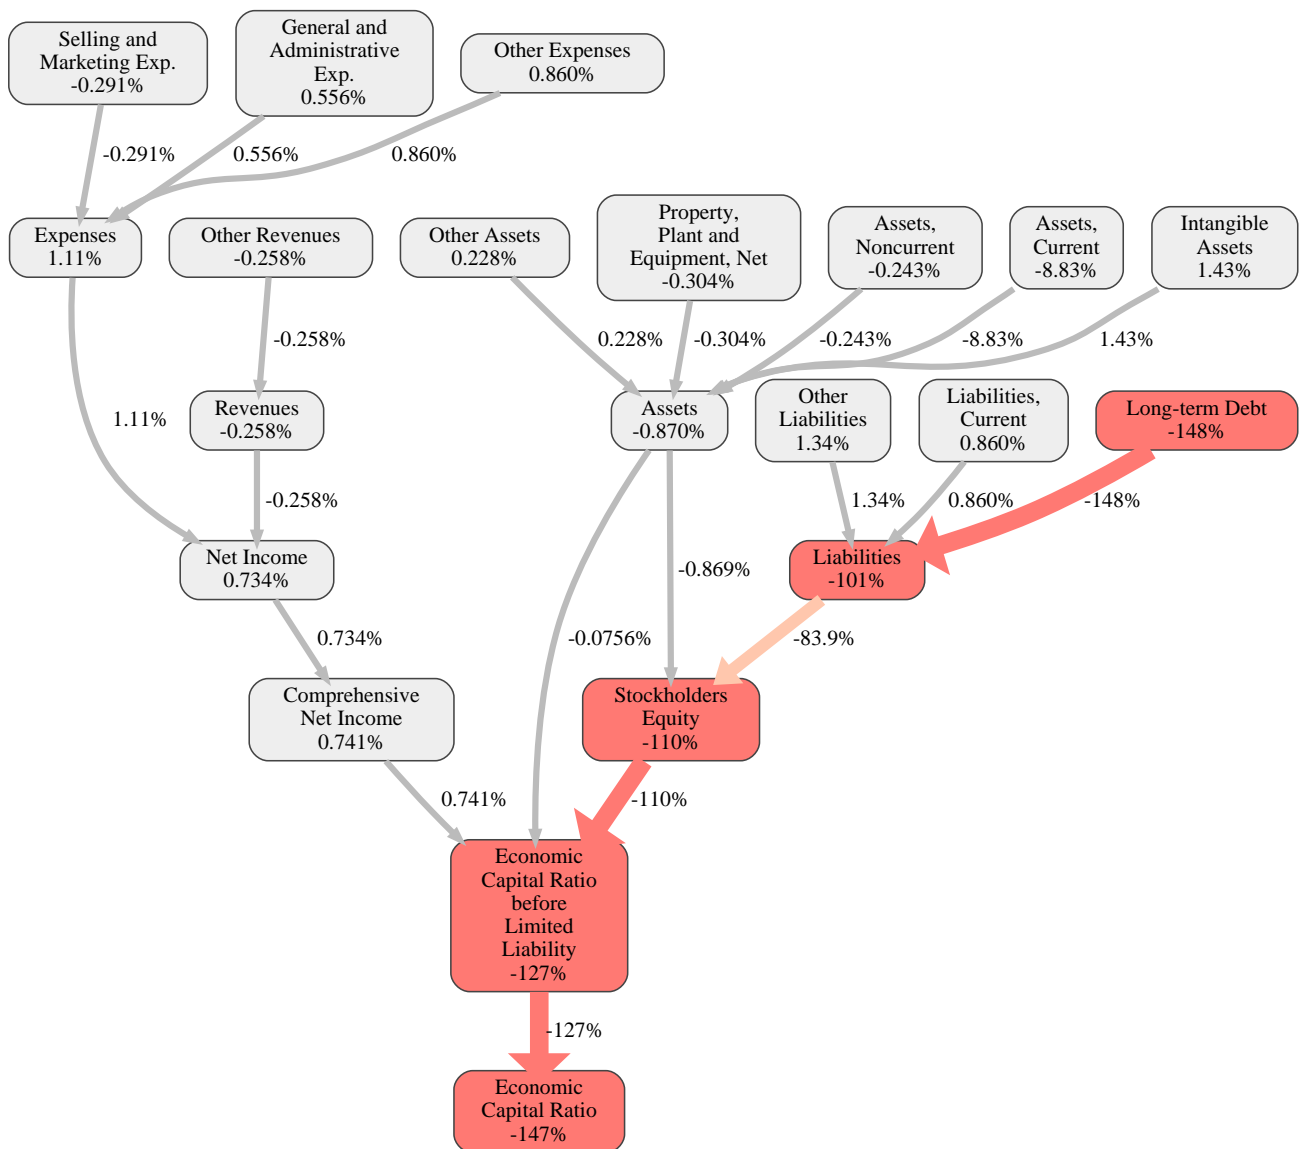 Selling and
Marketing Exp.
-0.291%
General and
Administrative
Exp.
0.556%
Other Expenses
0.860%
-0.291%
0.556%
0.860%
Expenses
1.11%
Other Revenues
-0.258%
Other Assets
0.228%
Property,
Plant and
Equipment, Net
-0.304%
Assets,
Noncurrent
-0.243%
Assets,
Current
-8.83%
Intangible
Assets
1.43%
-0.258%
0.228%
-0.304%
-0.243%
-8.83%
1.43%
1.11%
Revenues
-0.258%
Assets
-0.870%
Other
Liabilities
1.34%
Liabilities,
Current
0.860%
Long-term Debt
-148%
-0.258%
1.34%
0.860%
-148%
Net Income
0.734%
-0.869%
Liabilities
-101%
0.734%
-0.0756%
-83.9%
Comprehensive
Net Income
0.741%
Stockholders
Equity
-110%
0.741%
-110%
Economic
Capital Ratio
before
Limited
Liability
-127%
-127%
Economic
Capital Ratio
-147%